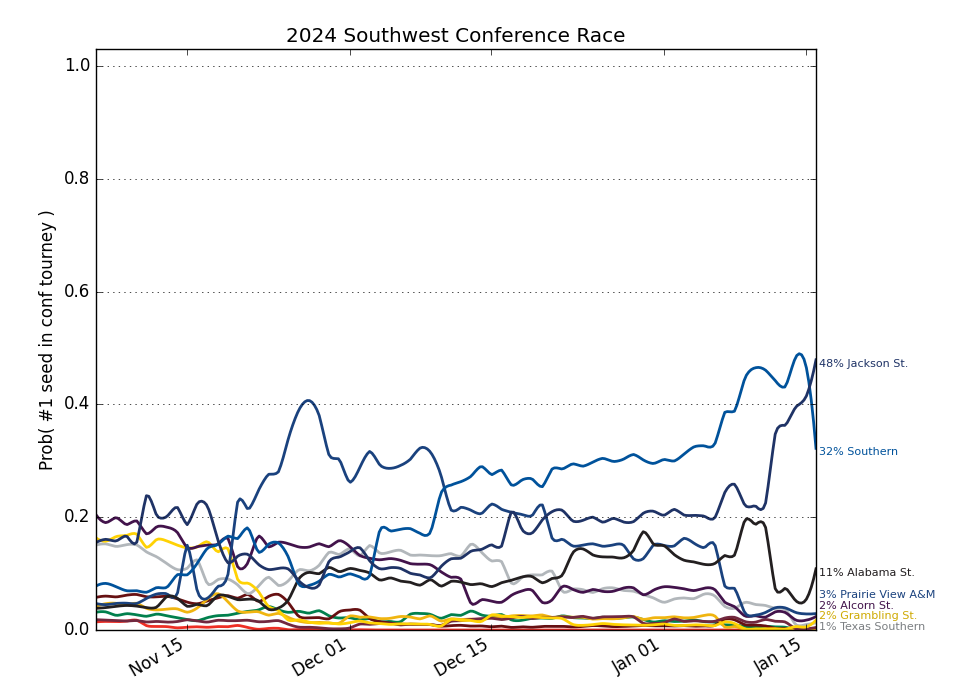 2024 Southwest Conference Race
Prob( #1 seed in conf tourney )
1.0
0.8
0.6
0.4
0.2
0.0
Nov 15
Dec 01
Dec 15
Jan 01
Jan 15
48% Jackson St.
32% Southern
11% Alabama St.
3% Prairie View A&M
2% Alcorn St.
2% Grambling St.
1% Texas Southern